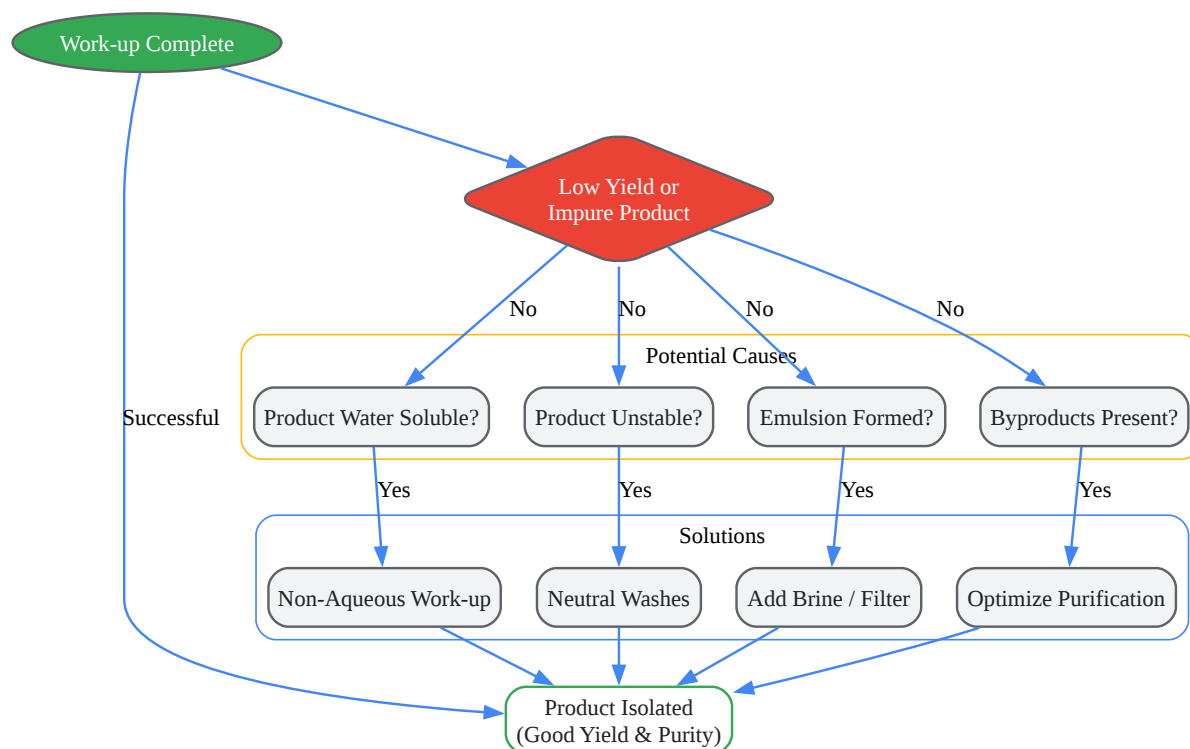 Work-up Complete
Low Yield or
Impure Product
No
No
No
No
Potential Causes
Successful
Product Water Soluble?
Product Unstable?
Emulsion Formed?
Byproducts Present?
Yes
Yes
Yes
Yes
Solutions
Non-Aqueous Work-up
Neutral Washes
Add Brine / Filter
Optimize Purification
Product Isolated
(Good Yield & Purity)